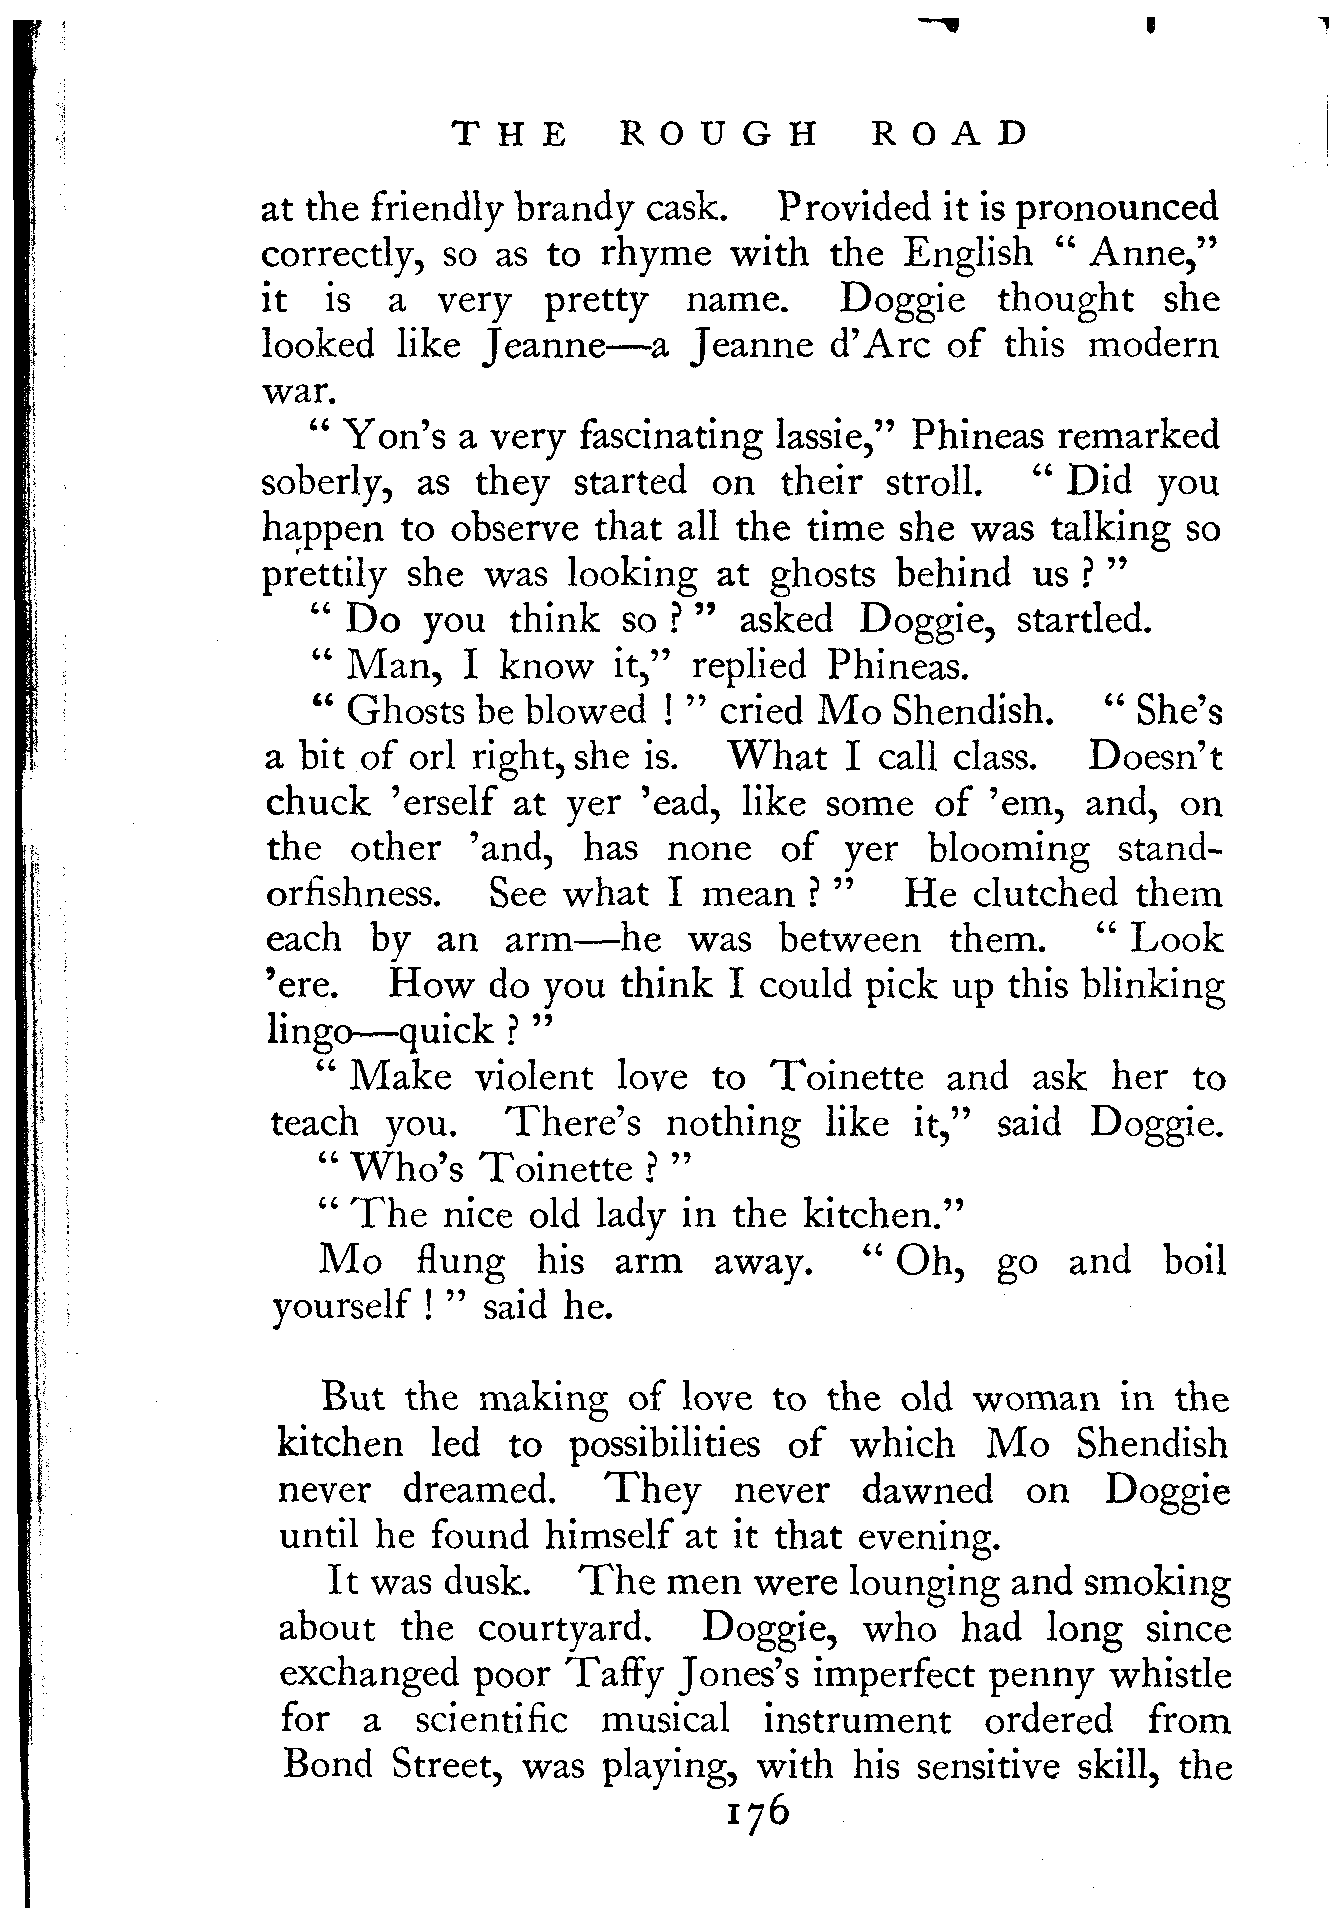 THE ROUGH ROAD
at the friendly brandy cask. Provided it is pronounced
correctly, so as to rhyme with the English “ Anne,”
it is a very pretty name. Doggie thought she
looked like Jeanne—a Jeanne d’Arc of this modern
war.
“ Yon’s a very fascinating lassie,” Phineas remarked
soberly, as they started on their stroll. “ Did you
happen to observe that all the time she was talking so
prettily she was looking at ghosts behind us ? ”
“ Do you think so ? ” asked Doggie, startled.
“ Man, I know it,” replied Phineas.
“ Ghosts be blowed ! ” cried Mo Shendish. “ She’s
a bit of orl right, she is. What I call class. Doesn’t
chuck ’erself at yer ’ead, like some of ’em, and, on
the other ’and, has none of yer blooming stand-
orfishness. See what I mean ? ” He clutched them
each by an arm—he was between them. “ Look
’ere. How do you think I could pick up this blinking
lingo—quick ? ”
“ Make violent love to Toinette and ask her to
teach you. There’s nothing like it,” said Doggie.
“ Who’s Toinette ? ”
“ The nice old lady in the kitchen.”
Mo flung his arm away. “ Oh, go and boil
yourself ! ” said he.
But the making of love to the old woman in the
kitchen led to possibilities of which Mo Shendish
never dreamed. They never dawned on Doggie
until he found himself at it that evening.
It was dusk. The men were lounging and smoking
about the courtyard. Doggie, who had long since
exchanged poor Taffy Jones’s imperfect penny whistle
for a scientific musical instrument ordered from
Bond Street, was playing, with his sensitive skill, the
176